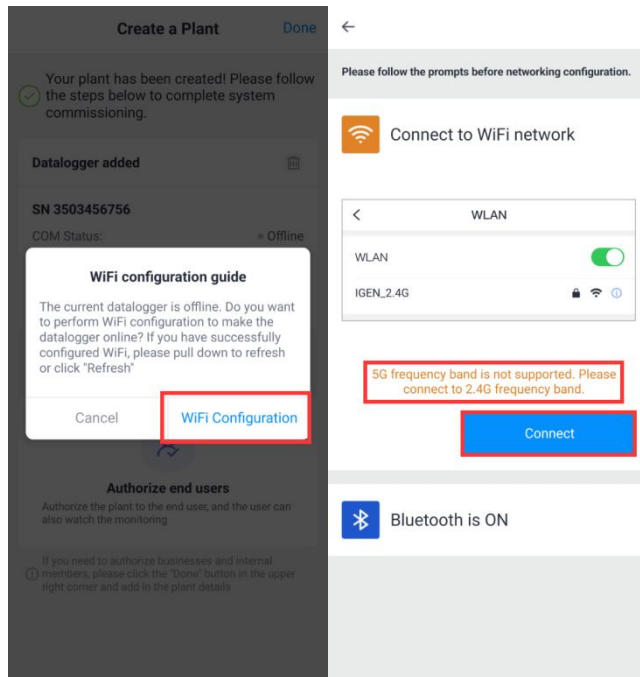 Create a Plant
Done
Your plant has been created! Please follow
the steps below to complete system
commissioning.
Datalogger added
SN 3503456756
COM Status:
Offline
WiFi configuration guide
The current datalogger is offline. Do you want
to perform WiFi configuration to make the
datalogger online? If you have successfully
configured WiFi, please pull down to refresh
or click "Refresh"
Cancel
WiFi Configuration
Authorize end users
Authorize the plant to the end user, and the user can
also watch the monitoring
If you need to authorize businesses and internal
members, please click the "Done" button in the upper
right corner and add in the plant details
Please follow the prompts before networking configuration.
Connect to WiFi network
WLAN
WLAN
IGEN_2.4G
5G frequency band is not supported. Please
connect to 2.4G frequency band.
Connect
Bluetooth is ON